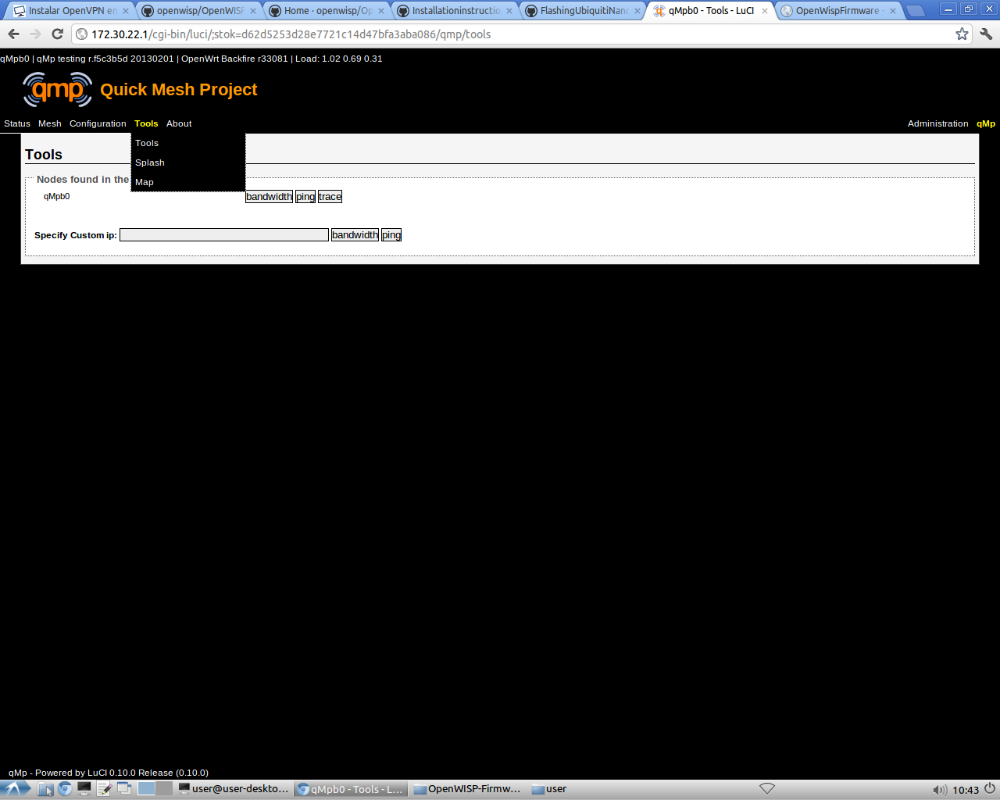 Instalar OpenVPN en
openwisp/OpenWISP
Home · openwisp/Op
Installationinstructio
FlashingUbiquitiNano
qMpb0 - Tools - LuCI
OpenWispFirmware -
172.30.22.1/cgi-bin/luci/;stok=d62d5253d28e7721c14d47bfa3aba086/qmp/tools
qMpb0 | qMp testing r.f5c3b5d 20130201 | OpenWrt Backfire r33081 | Load: 1.02 0.69 0.31
qmp Quick Mesh Project
Status Mesh Configuration Tools About Administration qMp
Tools
Splash
Map
Tools
Nodes found in the
qMpb0 bandwidth ping trace
Specify Custom ip: bandwidth ping
qMp - Powered by LuCI 0.10.0 Release (0.10.0)
user@user-deskto... qMpb0 - Tools - L... OpenWISP-Firmw... user 10:43